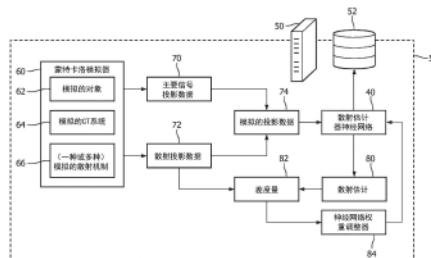 50
52
60
蒙特卡洛模拟器
62
模拟的对象
64
模拟的CT系统
66
（一种或多种）
模拟的散射机制
70
主要信号
投影数据
72
散射投影数据
74
模拟的投影数据
40
散射估计
器神经网络
82
差度量
80
散射估计
神经网络权
重调整器
84